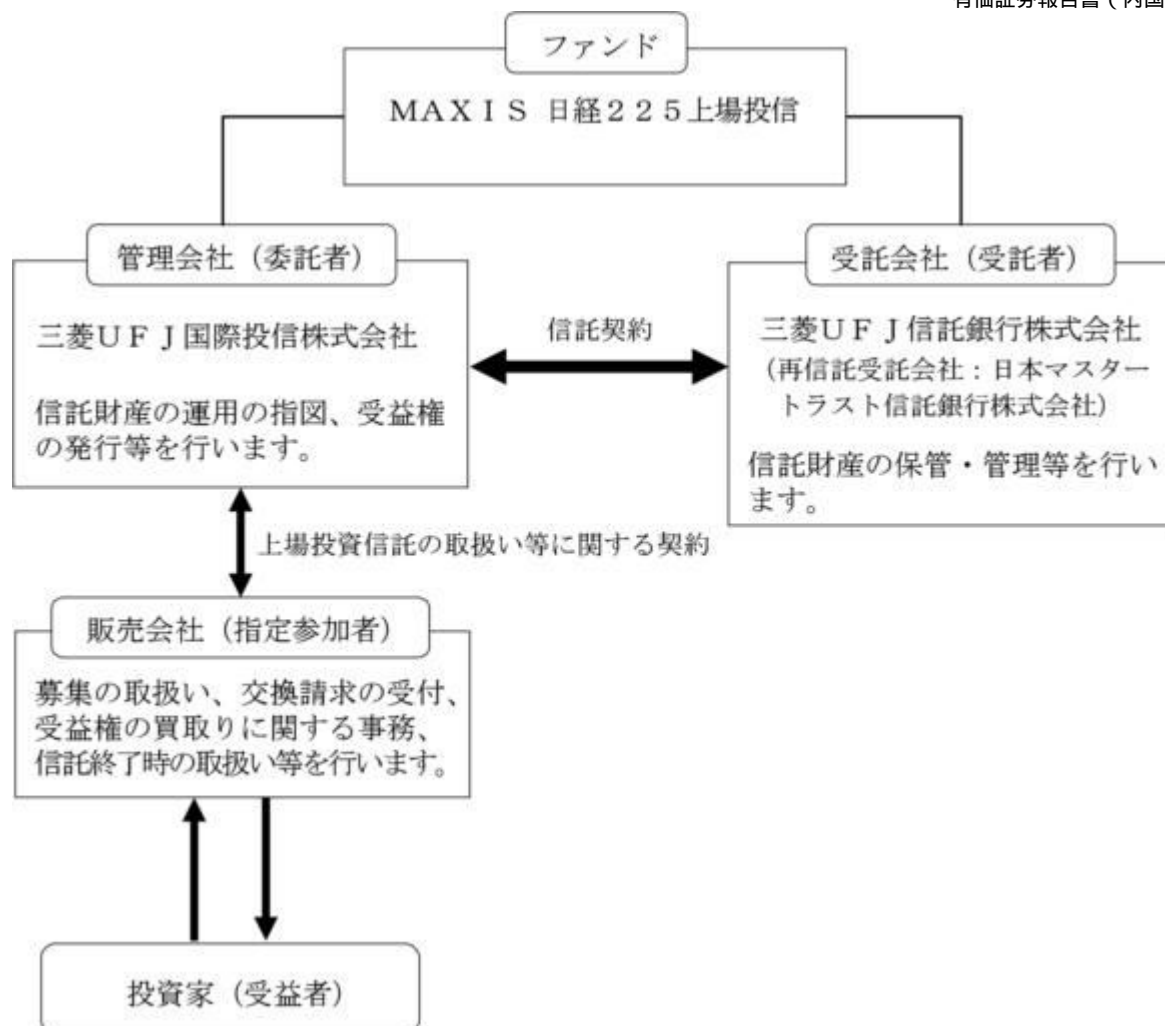 有価証券報告書(内国
ファンド
MAXIS 日経225上場投信
管理会社(委託者)
三菱UFJ国際投信株式会社
信託財産の運用の指図、受益権
の発行等を行います。
信託契約
受託会社(受託者)
三菱UFJ信託銀行株式会社
(再信託受託会社:日本マスター
トラスト信託銀行株式会社)
信託財産の保管・管理等を行い
ます。
上場投資信託の取扱い等に関する契約
販売会社(指定参加者)
募集の取扱い、交換請求の受付、
受益権の買取りに関する事務、
信託終了時の取扱い等を行います。
投資家(受益者)